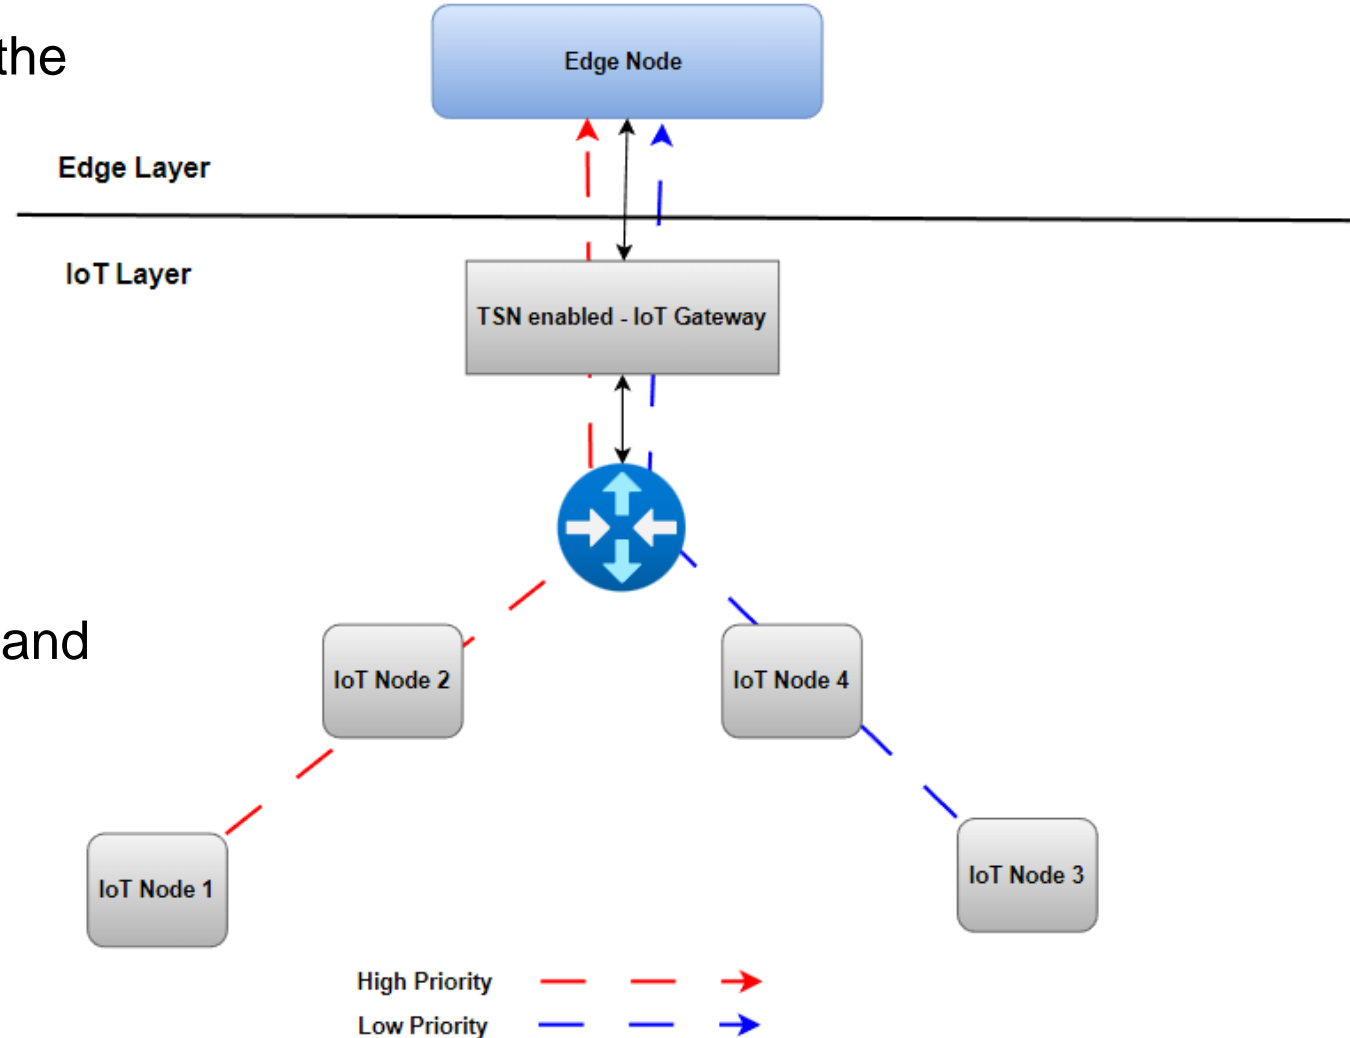 the
Edge Node
Edge Layer
IoT Layer
TSN enabled - IoT Gateway
and
IoT Node 2
IoT Node 4
IoT Node 1
IoT Node 3
High Priority
Low Priority